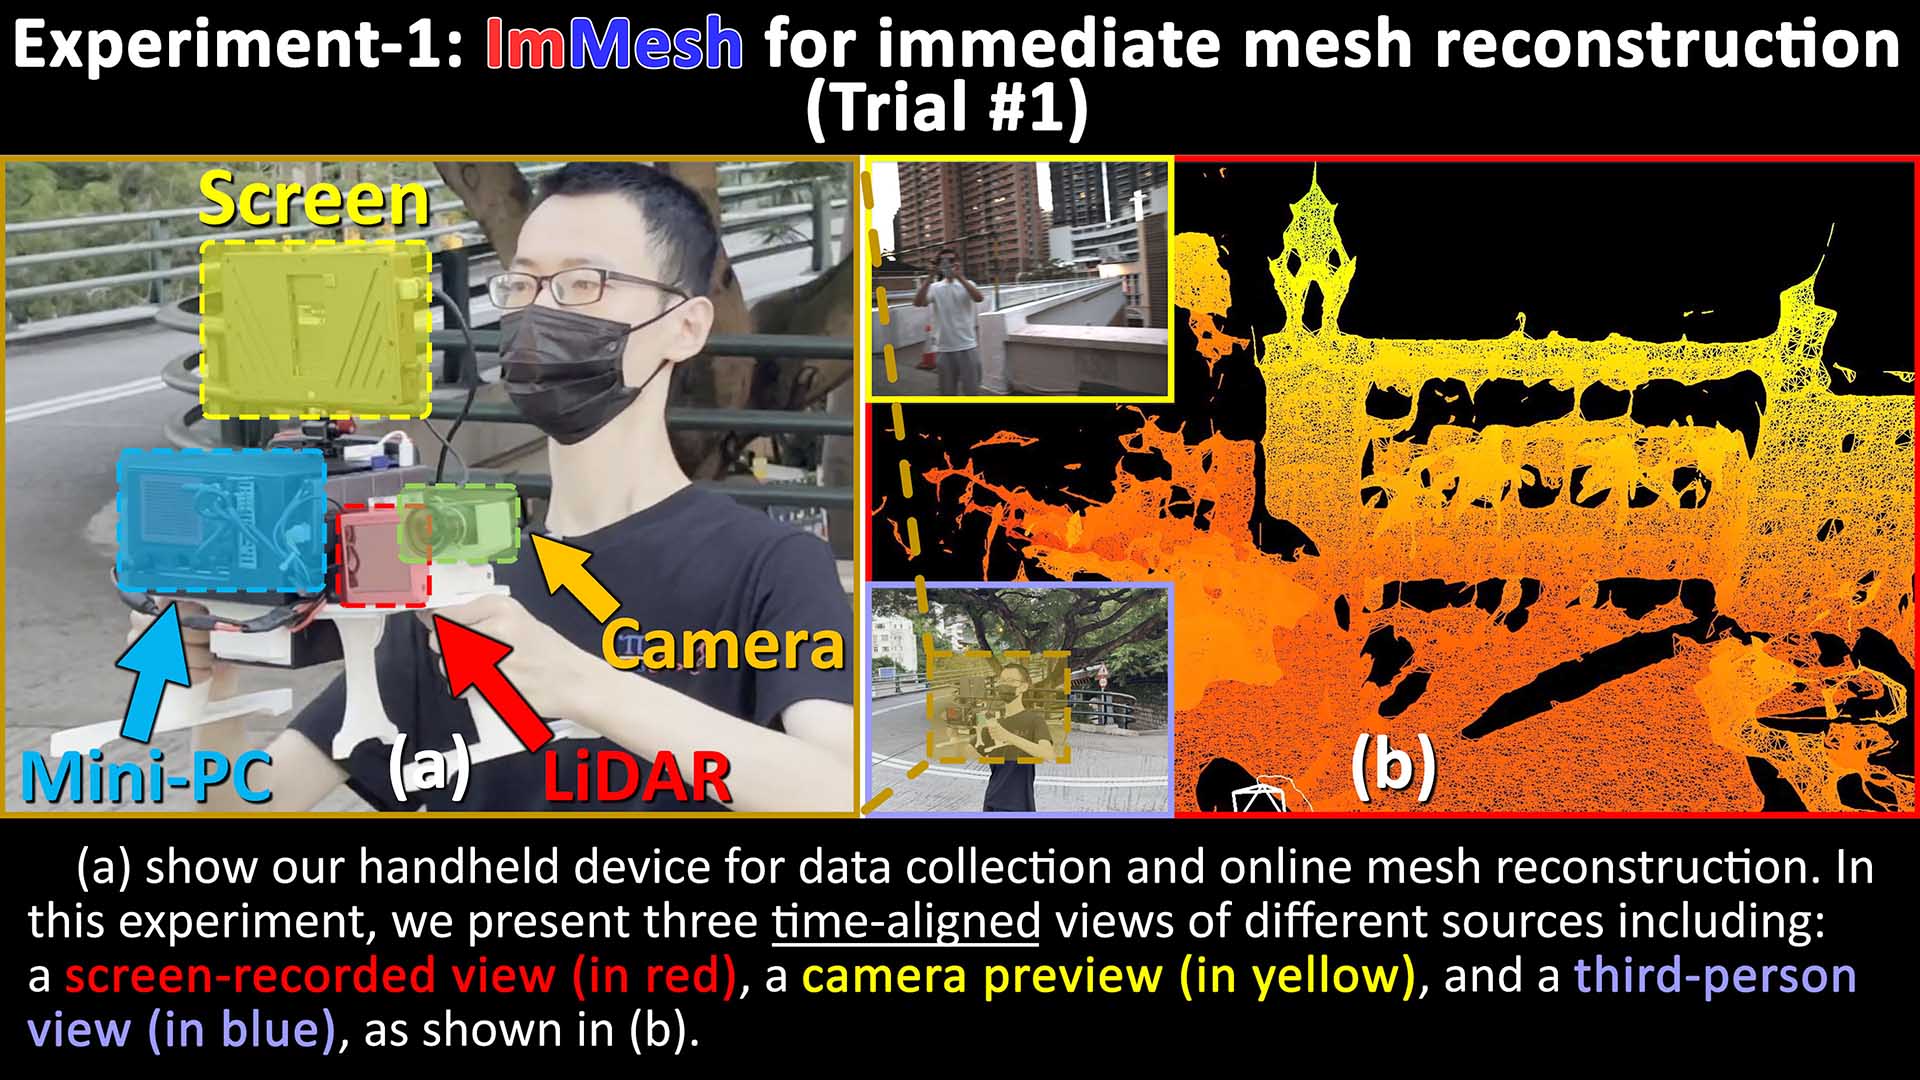 Experiment-1: ImMesh for immediate mesh reconstruction
(Trial #1)
Screen
Camera
Mini-PC
(a)
LiDAR
(b)
(a) show our handheld device for data collection and online mesh reconstruction. In
this experiment, we present three time-aligned views of different sources including:
a screen-recorded view (in red), a camera preview (in yellow), and a third-person
view (in blue), as shown in (b).